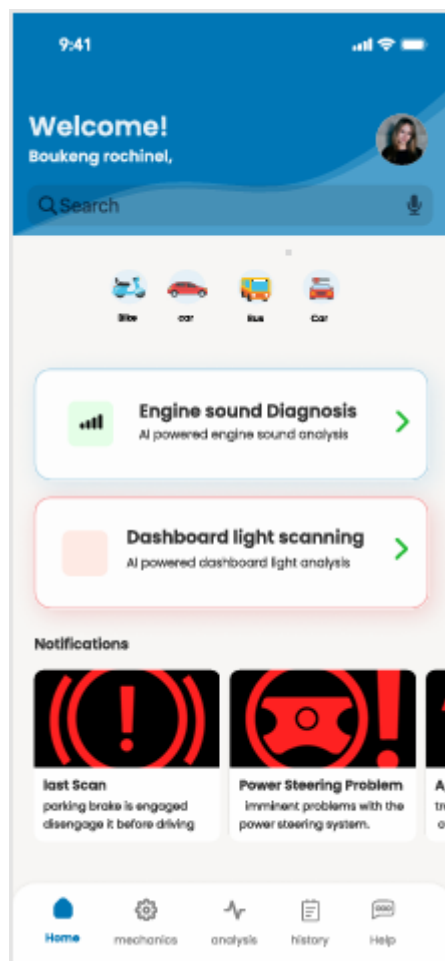 9:41
Welcome!
Boukeng rochinel,
Search
Bike car Bus Car
Engine sound Diagnosis
AI powered engine sound analysis
Dashboard light scanning
AI powered dashboard light analysis
Notifications
last Scan
parking brake is engaged
disengage it before driving
Power Steering Problem
imminent problems with the
power steering system.
Home mechanics analysis history Help